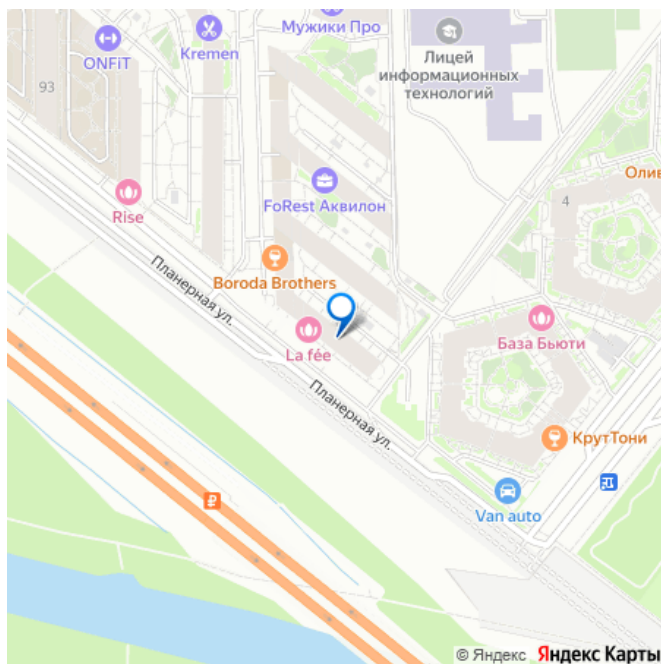 Мужики Про
ONFiT
Kremen
Лицей
информационных
технологий
93
Rise
FoRest Аквилон
Олив
4
Boroda Brothers
Планерная ул.
La fée
База Бьюти
Планерная ул.
КрутТони
Van auto
© Яндекс Яндекс Карты